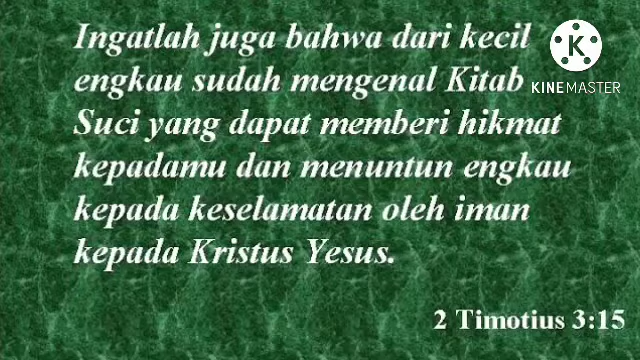 Ingatlah juga bahwa dari kecil
engkau sudah mengenal Kitab
Suci yang dapat memberi hikmat
kepadamu dan menuntun engkau
kepada keselamatan oleh iman
kepada Kristus Yesus.
2 Timotius 3:15
K
KINEMASTER